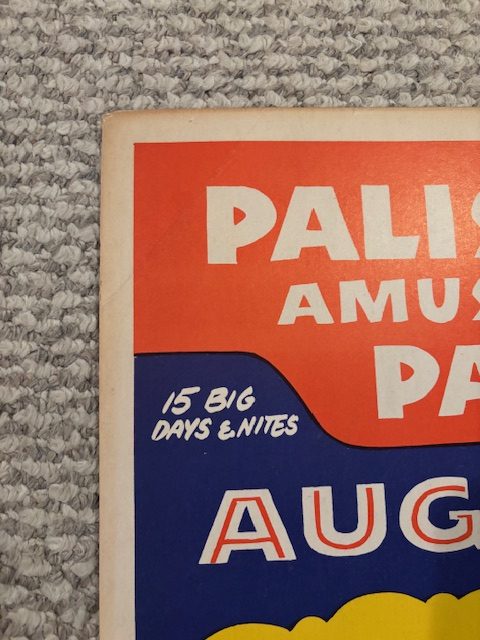 PALIS
AMUS
PA
15 BIG
DAYS & NITES
AUG